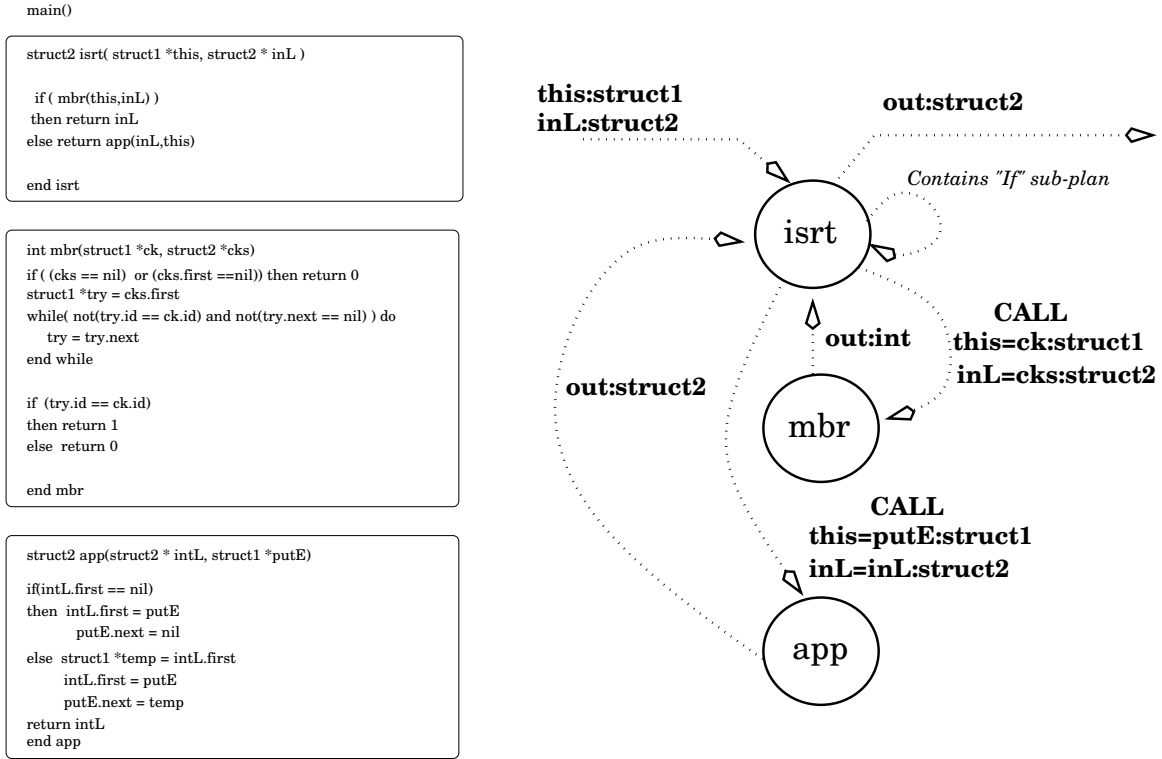 main()
struct2 isrt( struct1 *this, struct2 * inL )
if ( mbr(this,inL) )
then return inL
else return app(inL,this)
end isrt
int mbr(struct1 *ck, struct2 *cks)
if ( (cks == nil) or (cks.first ==nil)) then return 0
struct1 *try = cks.first
while( not(try.id == ck.id) and not(try.next == nil) ) do
try = try.next
end while
if (try.id == ck.id)
then return 1
else return 0
end mbr
struct2 app(struct2 * intL, struct1 *putE)
if(intL.first == nil)
then intL.first = putE
putE.next = nil
else struct1 *temp = intL.first
intL.first = putE
putE.next = temp
return intL
end app
this:struct1
inL:struct2
out:struct2
Contains "If" sub-plan
isrt
CALL
this=ck:struct1
inL=cks:struct2
out:int
out:struct2
mbr
CALL
this=putE:struct1
inL=inL:struct2
app